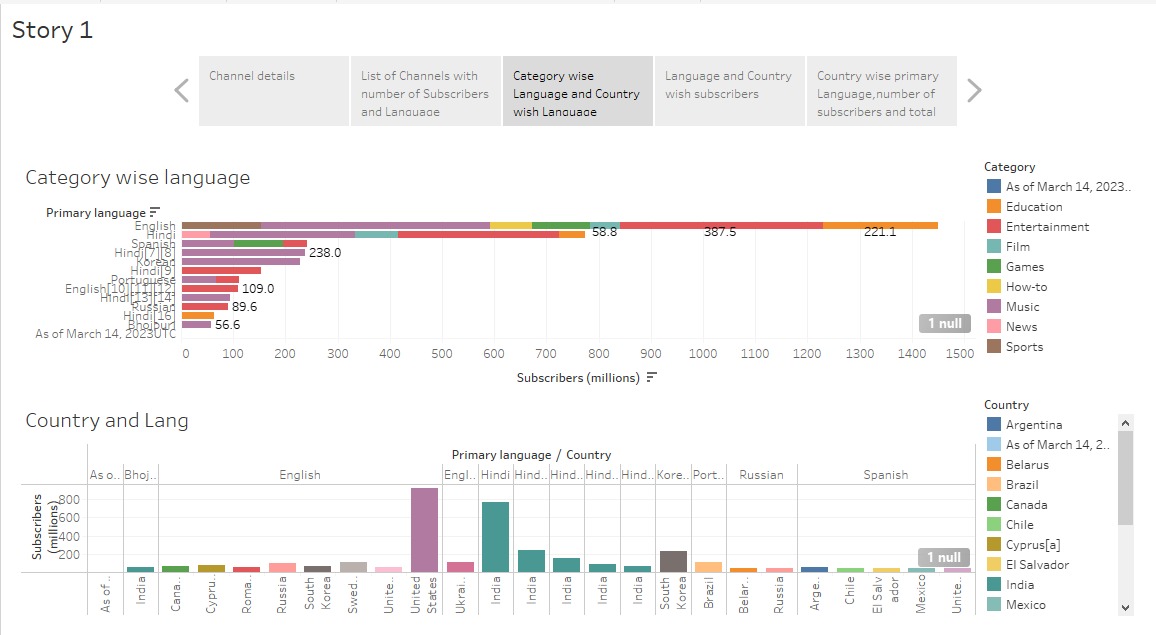 Story 1
Channel details
List of Channels with
number of Subscribers
and Language
Category wise
Language and Country
wish Language
Language and Country
wish subscribers
Country wise primary
Language,number of
subscribers and total
Category wise language
Primary language
English
Hindi
Spanish
Hindi[7][8]
Korean
Hindi[9]
Portuguese
English[10][11][12]
Hindi[13][14]
Russian
Hindi[16]
Bhojpuri
As of March 14, 2023UTC
58.8
387.5
221.1
238.0
109.0
89.6
56.6
1 null
0
100
200
300
400
500
600
700
800
900
1000
1100
1200
1300
1400
1500
Subscribers (millions)
Category
As of March 14, 2023..
Education
Entertainment
Film
Games
How-to
Music
News
Sports
Country and Lang
Primary language / Country
As o..
Bhoj..
English
Engl..
Hindi
Hind..
Hind..
Hind..
Hind..
Kore..
Port..
Russian
Spanish
Subscribers
(millions)
800
600
400
200
1 null
As of ..
India
Cana..
Cypru..
Roma..
Russia
South
Korea
Swed..
Unite..
United
States
Ukrai..
India
India
India
India
India
South
Korea
Brazil
Belar..
Russia
Arge..
Chile
El Salv
ador
Mexico
Unite..
Country
Argentina
As of March 14, 2..
Belarus
Brazil
Canada
Chile
Cyprus[a]
El Salvador
India
Mexico